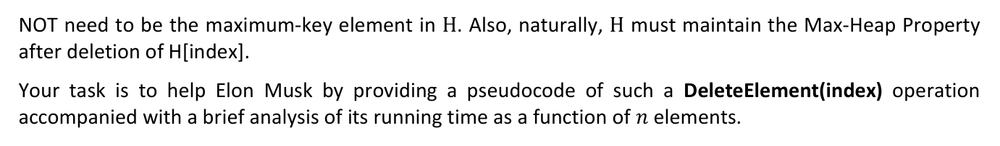 NOT need to be the maximum-key element in H. Also, naturally, H must maintain the Max-Heap Property
after deletion of H[index].
Your task is to help Elon Musk by providing a pseudocode of such a DeleteElement(index) operation
accompanied with a brief analysis of its running time as a function of n elements.